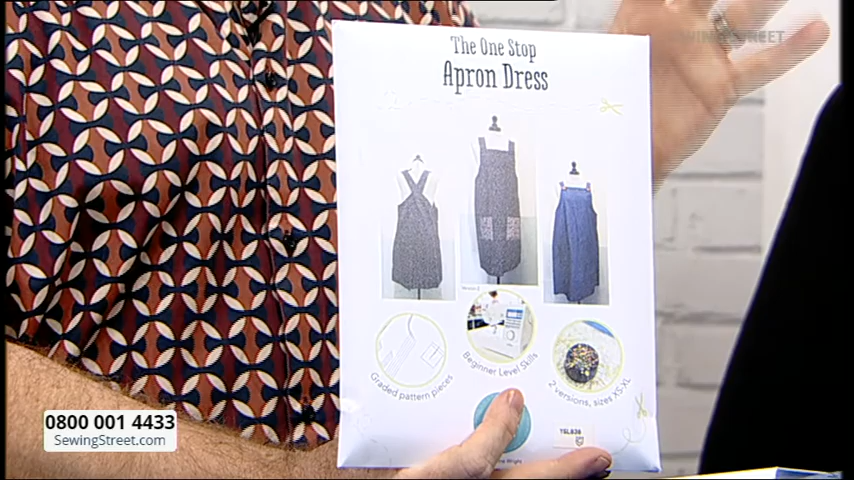 SEWINGSTREET
The One Stop
Apron Dress
Graded pattern pieces
Beginner Level Skills
2 versions, sizes XS-XL
0800 001 4433
SewingStreet.com